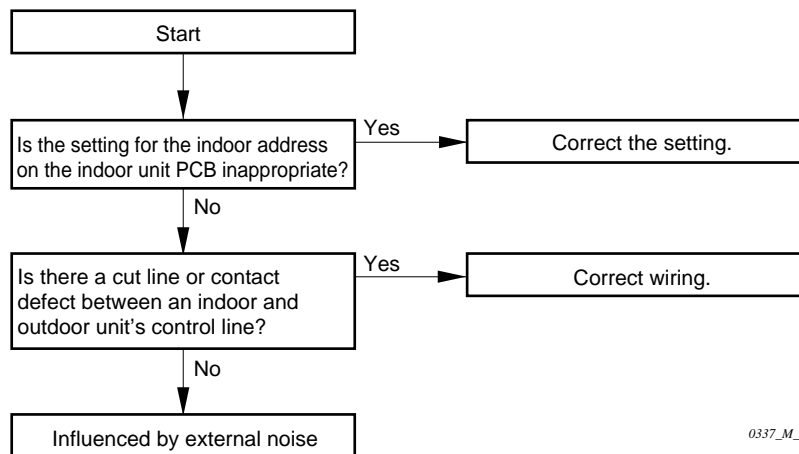 Start
Is the setting for the indoor address
on the indoor unit PCB inappropriate?
Yes
Correct the setting.
No
Is there a cut line or contact
defect between an indoor and
outdoor unit's control line?
Yes
Correct wiring.
No
Influenced by external noise
0337_M_